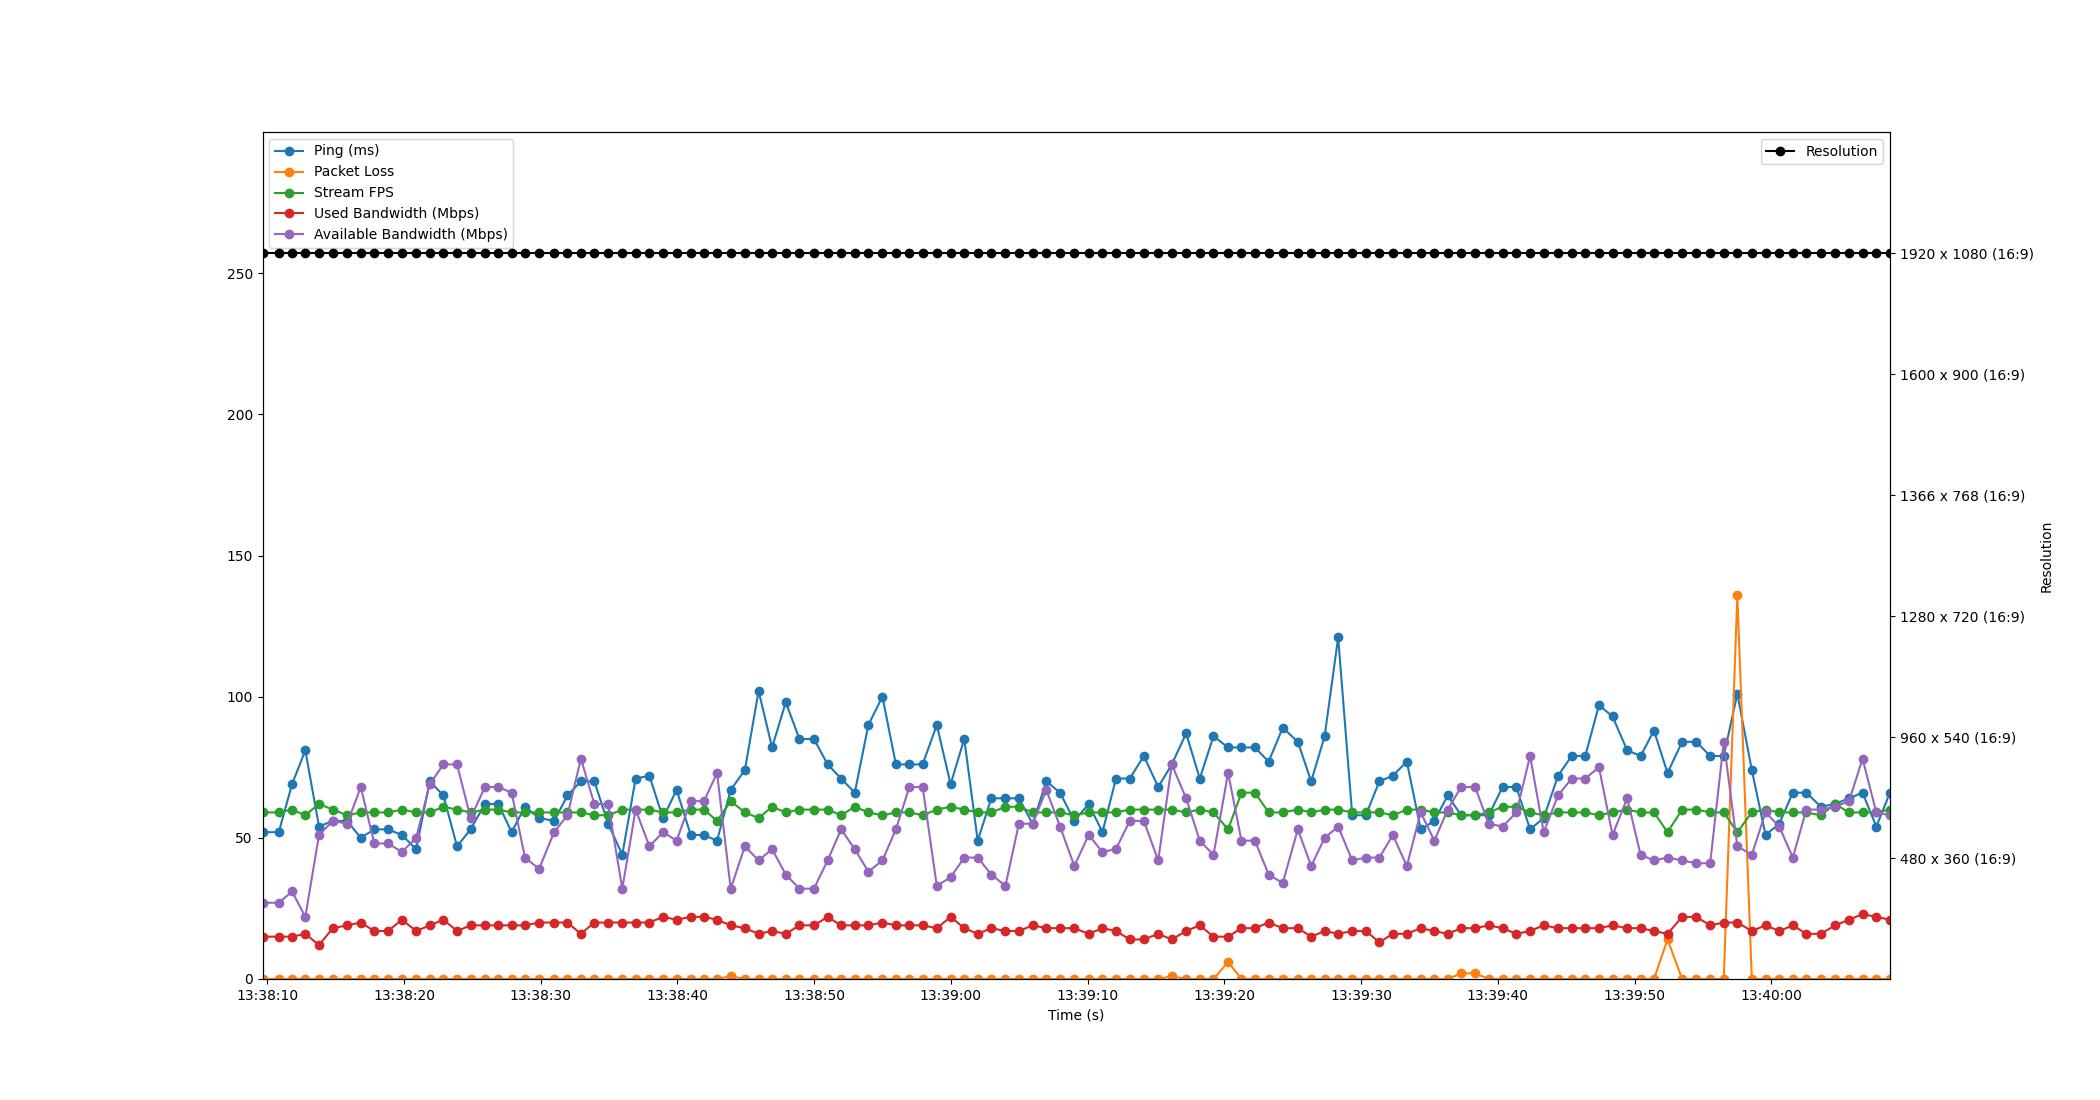 Ping (ms)
Packet Loss
Stream FPS
Used Bandwidth (Mbps)
Available Bandwidth (Mbps)
Resolution
250
200
150
100
50
0
1920 x 1080 (16:9)
1600 x 900 (16:9)
1366 x 768 (16:9)
1280 x 720 (16:9)
960 x 540 (16:9)
480 x 360 (16:9)
Resolution
13:38:10 13:38:20 13:38:30 13:38:40 13:38:50 13:39:00 13:39:10 13:39:20 13:39:30 13:39:40 13:39:50 13:40:00
Time (s)